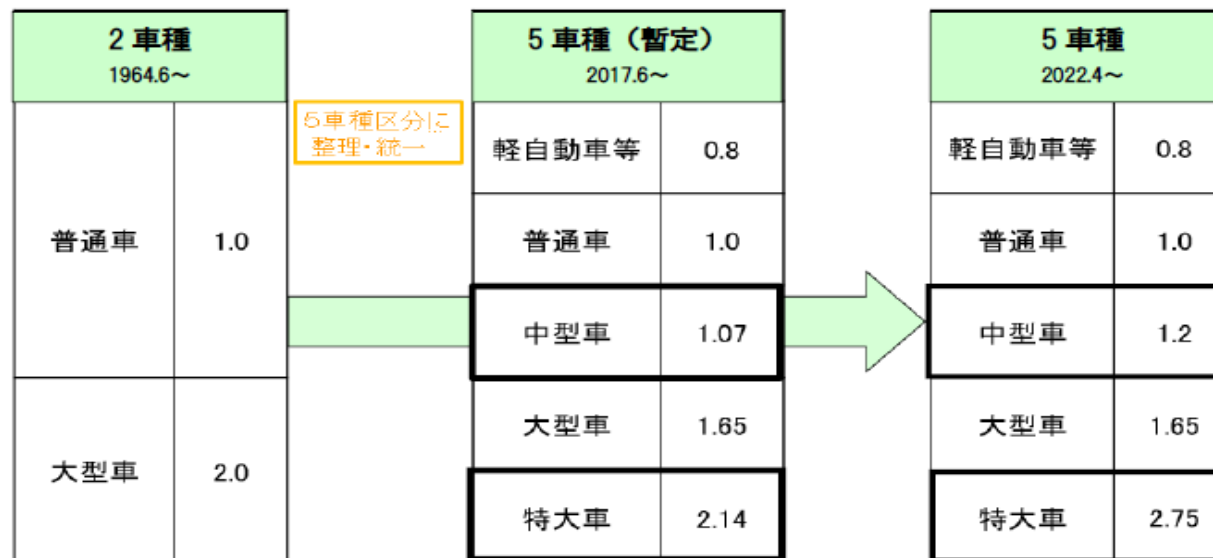 2 車種
1964.6～
普通車 1.0
大型車 2.0
5車種区分に
整理・統一
5 車種（暫定）
2017.6～
軽自動車等 0.8
普通車 1.0
中型車 1.07
大型車 1.65
特大車 2.14
5 車種
2022.4～
軽自動車等 0.8
普通車 1.0
中型車 1.2
大型車 1.65
特大車 2.75